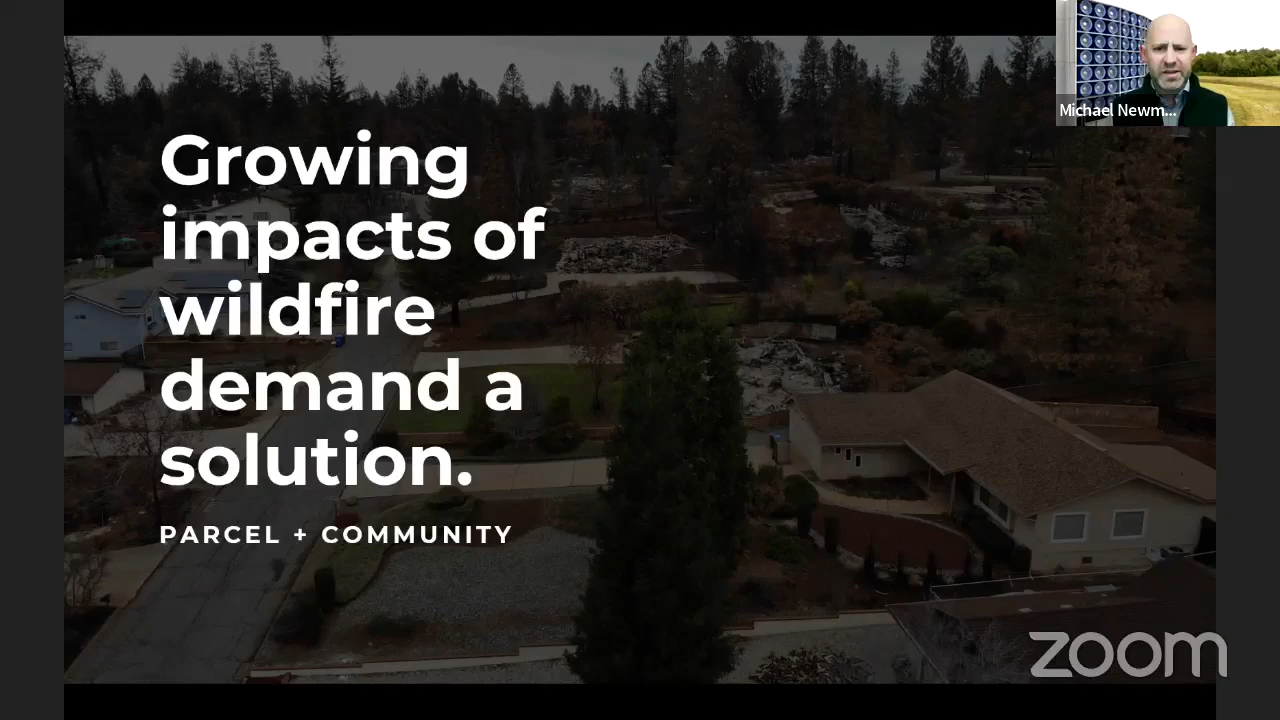 Growing
impacts of
wildfire
demand a
solution.
PARCEL + COMMUNITY
Michael Newm...
zoom